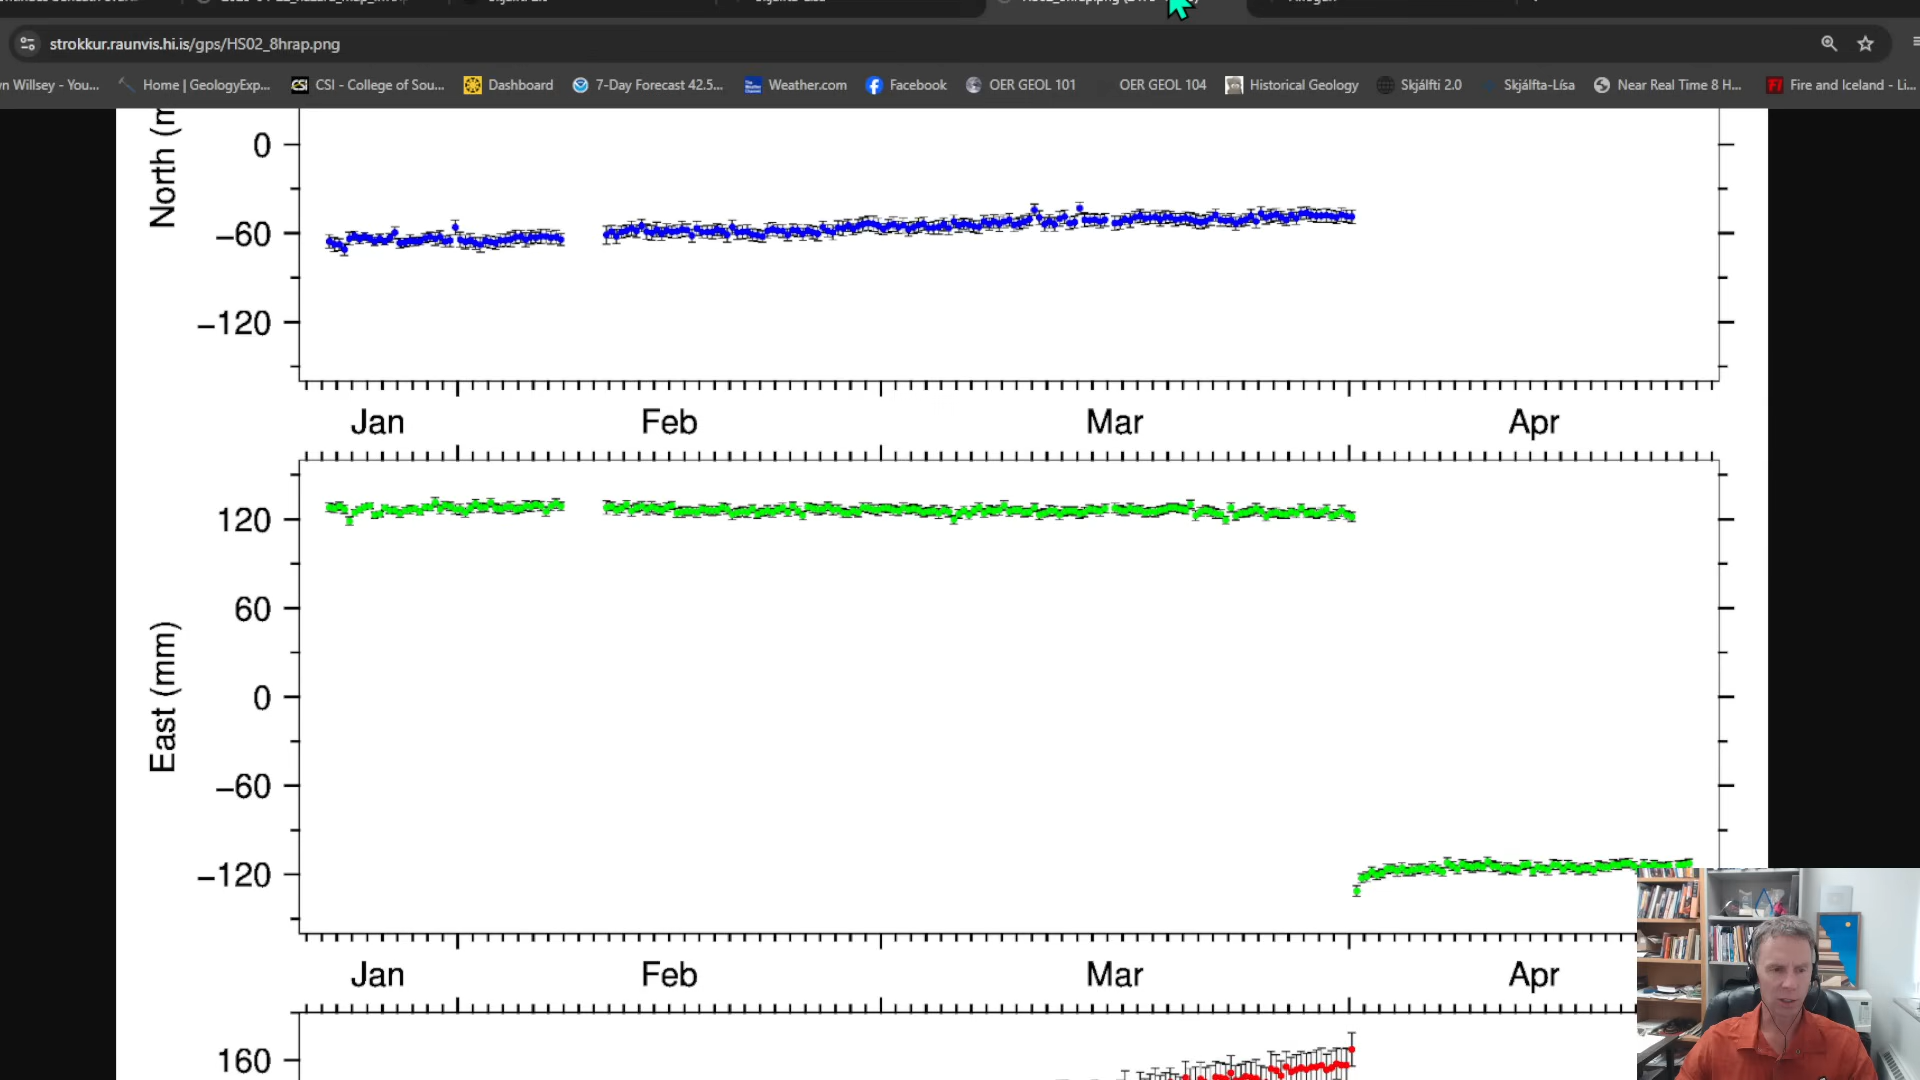 strokkur.raunvis.hi.is/gps/HS02_8hrap.png
n Willsey - You...
Home | GeologyExp...
CSI - College of Sou...
Dashboard
7-Day Forecast 42.5...
Weather.com
Facebook
OER GEOL 101
OER GEOL 104
Historical Geology
Skjálfti 2.0
Skjálfta-Lísa
Near Real Time 8 H...
Fire and Iceland - Li...
North (m
0
−60
−120
Jan Feb Mar Apr
East (mm)
120
60
0
−60
−120
Jan Feb Mar Apr
160